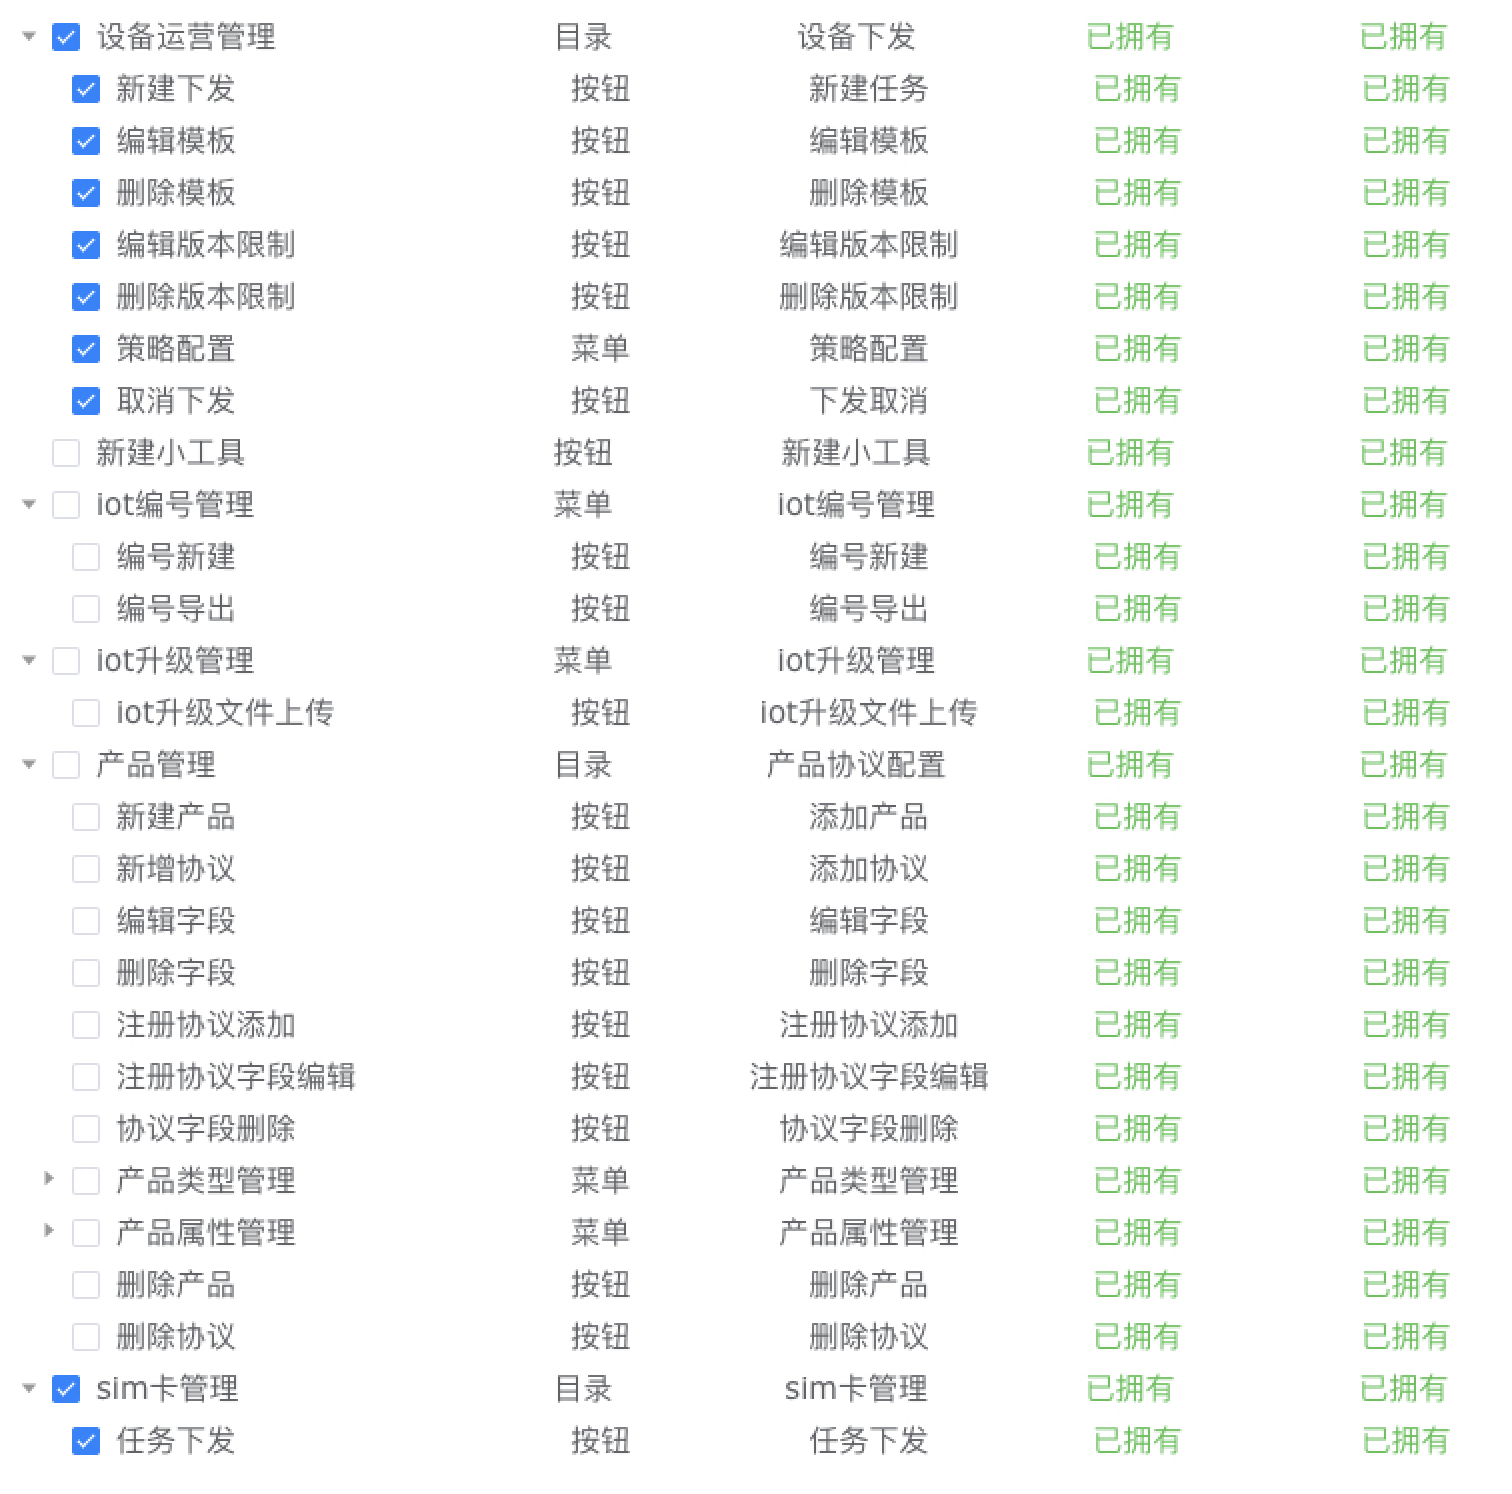 设备运营管理 目录 设备下发 已拥有 已拥有
新建下发 按钮 新建任务 已拥有 已拥有
编辑模板 按钮 编辑模板 已拥有 已拥有
删除模板 按钮 删除模板 已拥有 已拥有
编辑版本限制 按钮 编辑版本限制 已拥有 已拥有
删除版本限制 按钮 删除版本限制 已拥有 已拥有
策略配置 菜单 策略配置 已拥有 已拥有
取消下发 按钮 下发取消 已拥有 已拥有
新建小工具 按钮 新建小工具 已拥有 已拥有
iot编号管理 菜单 iot编号管理 已拥有 已拥有
编号新建 按钮 编号新建 已拥有 已拥有
编号导出 按钮 编号导出 已拥有 已拥有
iot升级管理 菜单 iot升级管理 已拥有 已拥有
iot升级文件上传 按钮 iot升级文件上传 已拥有 已拥有
产品管理 目录 产品协议配置 已拥有 已拥有
新建产品 按钮 添加产品 已拥有 已拥有
新增协议 按钮 添加协议 已拥有 已拥有
编辑字段 按钮 编辑字段 已拥有 已拥有
删除字段 按钮 删除字段 已拥有 已拥有
注册协议添加 按钮 注册协议添加 已拥有 已拥有
注册协议字段编辑 按钮 注册协议字段编辑 已拥有 已拥有
协议字段删除 按钮 协议字段删除 已拥有 已拥有
产品类型管理 菜单 产品类型管理 已拥有 已拥有
产品属性管理 菜单 产品属性管理 已拥有 已拥有
删除产品 按钮 删除产品 已拥有 已拥有
删除协议 按钮 删除协议 已拥有 已拥有
sim卡管理 目录 sim卡管理 已拥有 已拥有
任务下发 按钮 任务下发 已拥有 已拥有